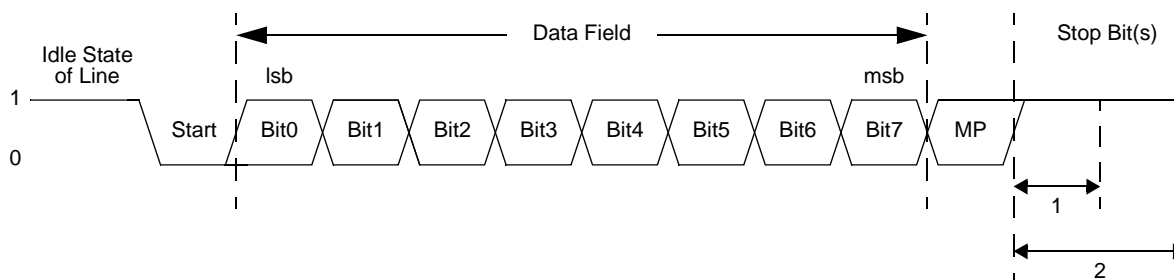 Data Field
Stop Bit(s)
Idle State
of Line
lsb
msb
1
Start
Bit0
Bit1
Bit2
Bit3
Bit4
Bit5
Bit6
Bit7
MP
0
1
2